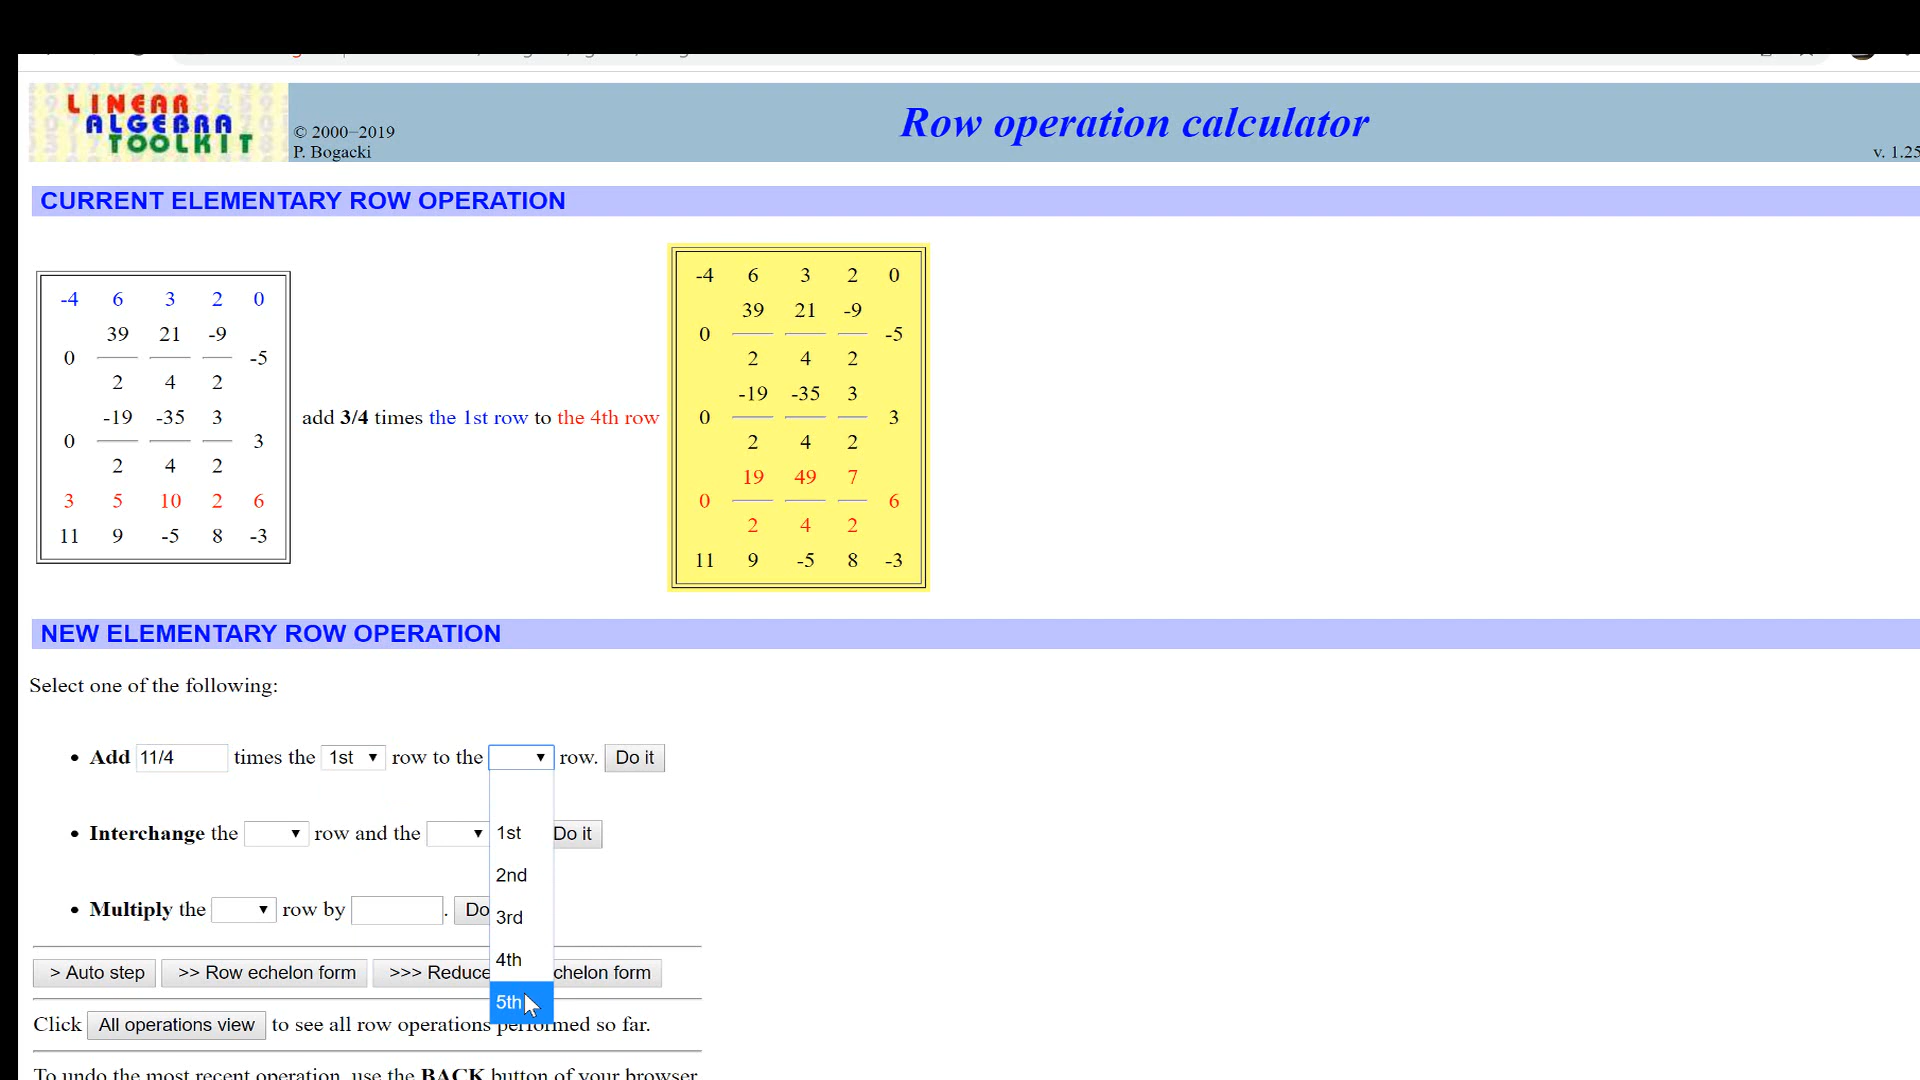 LINEAR
ALGEBRA
TOOLKIT
© 2000−2019
P. Bogacki
Row operation calculator
v. 1.25
CURRENT ELEMENTARY ROW OPERATION
-4 6 3 2 0
39 21 -9
0 -5
2 4 2
-19 -35 3
0 3
2 4 2
3 5 10 2 6
11 9 -5 8 -3
add 3/4 times the 1st row to the 4th row
-4 6 3 2 0
39 21 -9
0 -5
2 4 2
-19 -35 3
0 3
2 4 2
19 49 7
0 6
2 4 2
11 9 -5 8 -3
NEW ELEMENTARY ROW OPERATION
Select one of the following:
• Add 11/4 times the 1st row to the row. Do it
• Interchange the row and the Do it
• Multiply the row by . Do
1st
2nd
3rd
4th
5th
> Auto step >> Row echelon form >>> Reduce chelon form
Click All operations view to see all row operations performed so far.
To undo the most recent operation, use the BACK button of your browser